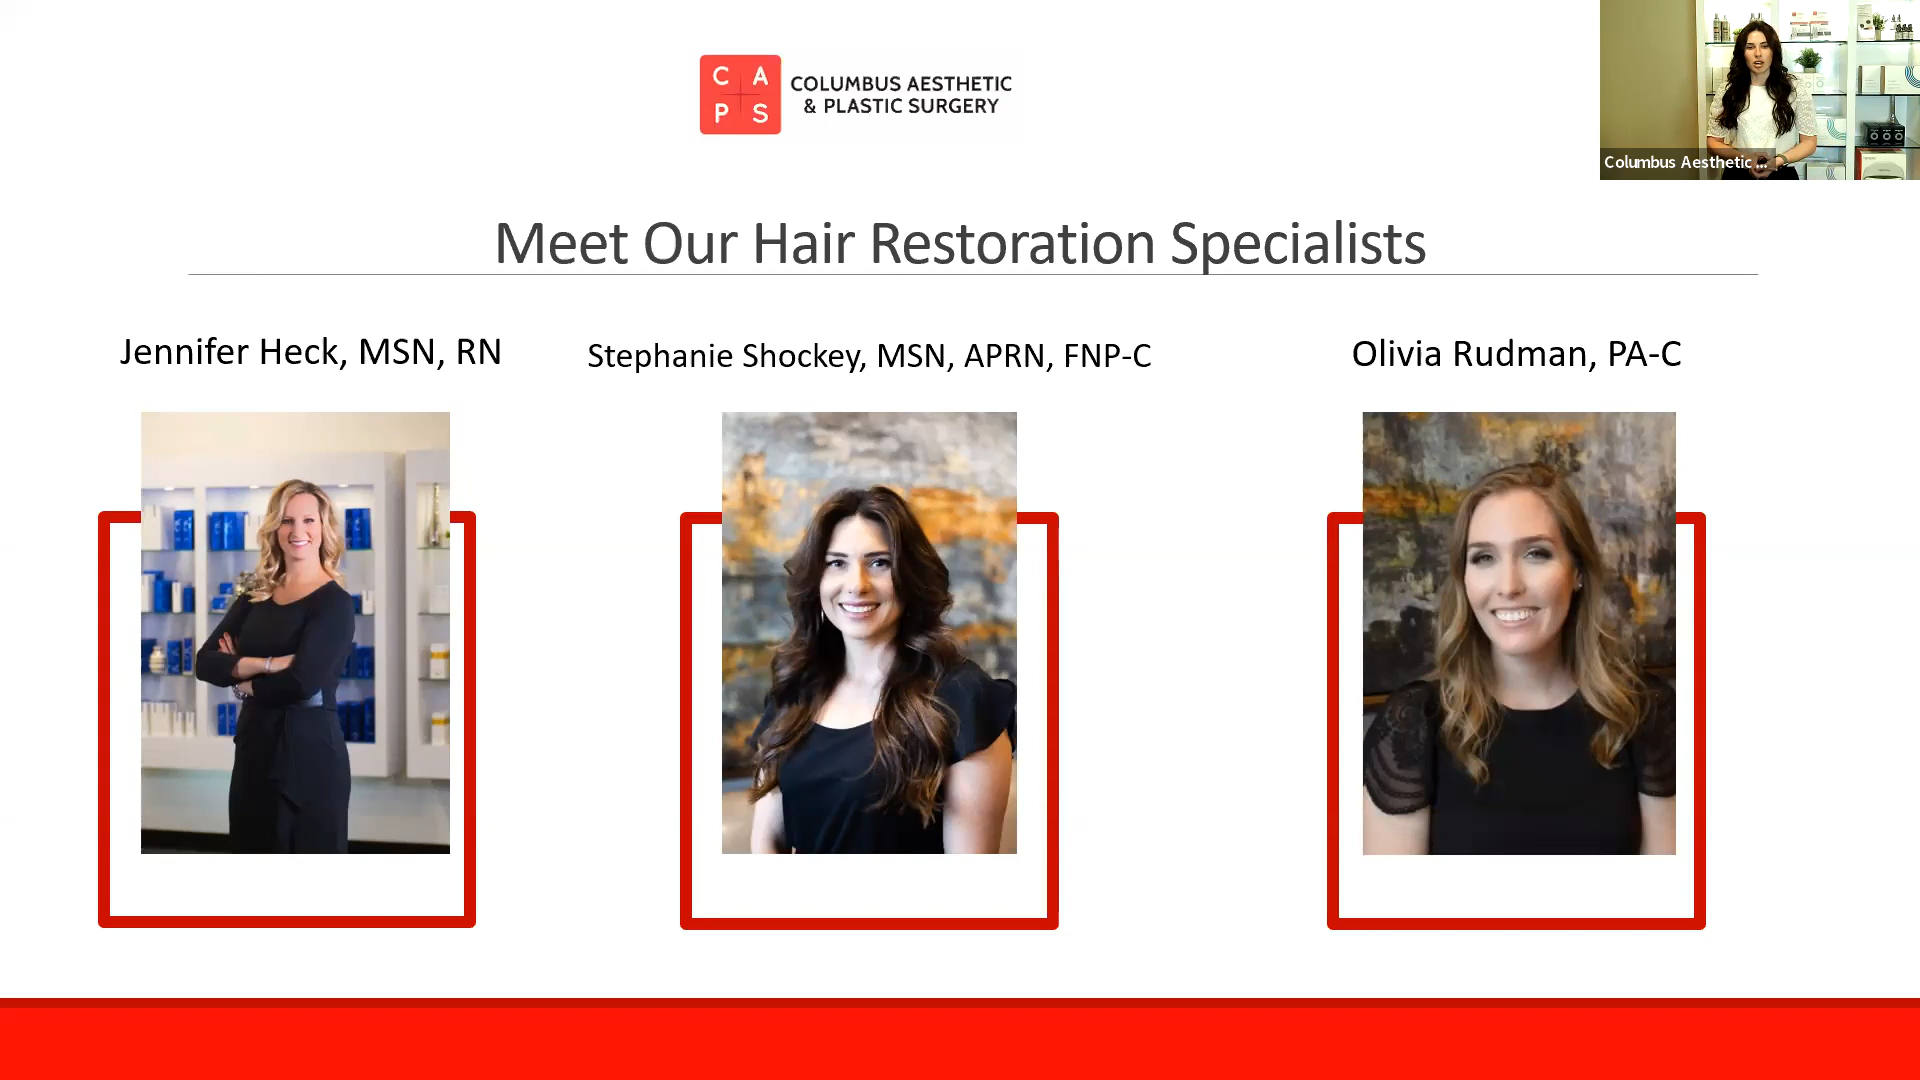 C A
P S
COLUMBUS AESTHETIC
& PLASTIC SURGERY
Columbus Aesthetic ...
Meet Our Hair Restoration Specialists
Jennifer Heck, MSN, RN
Stephanie Shockey, MSN, APRN, FNP-C
Olivia Rudman, PA-C